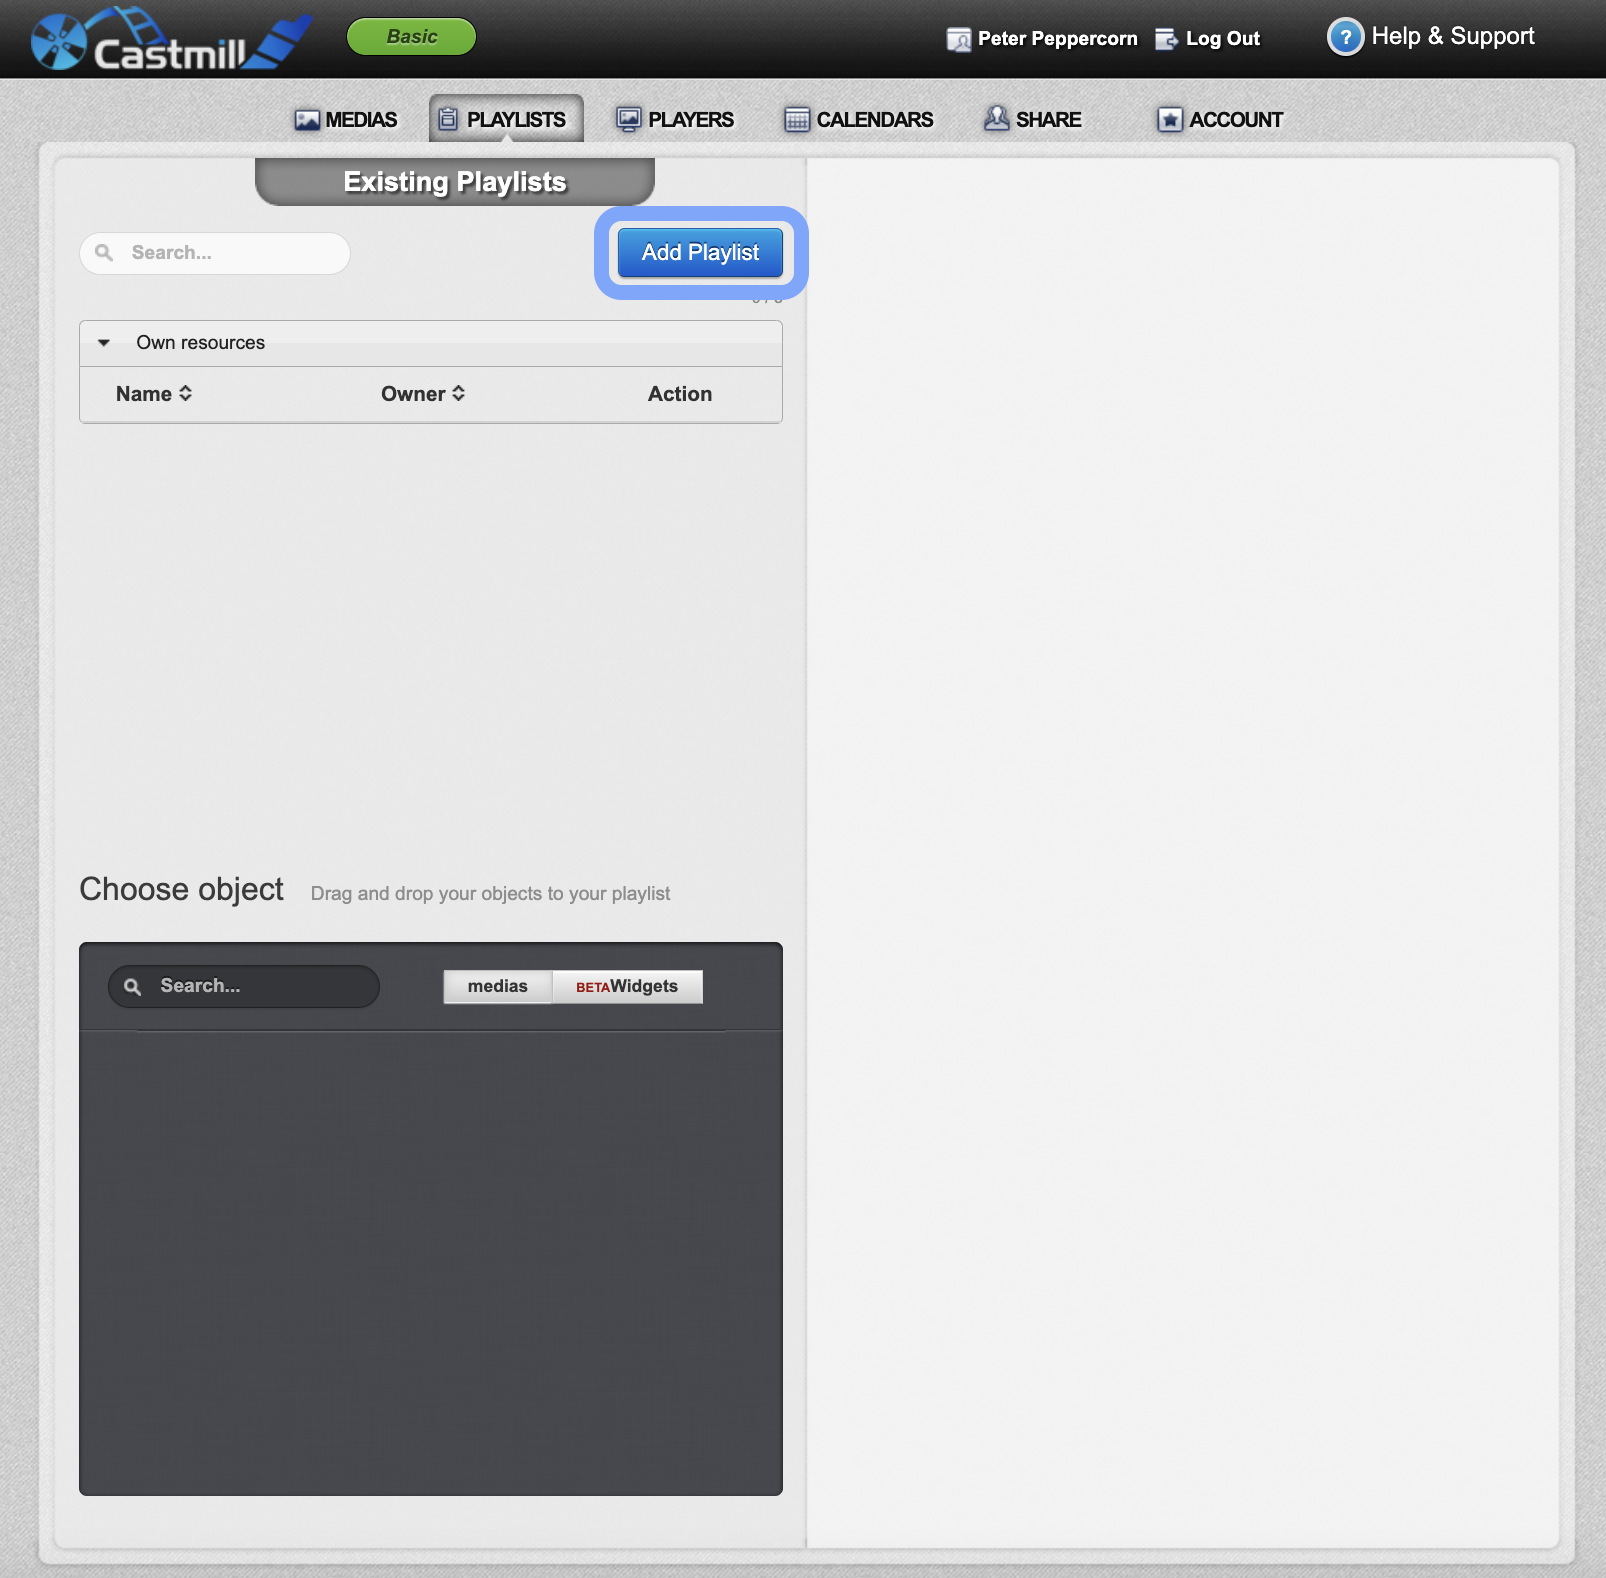 Castmill
Basic
Peter Peppercorn
Log Out
? Help & Support
MEDIAS
PLAYLISTS
PLAYERS
CALENDARS
SHARE
ACCOUNT
Existing Playlists
Search...
Add Playlist
Own resources
Name
Owner
Action
Choose object
Drag and drop your objects to your playlist
Search...
medias
BETAWidgets